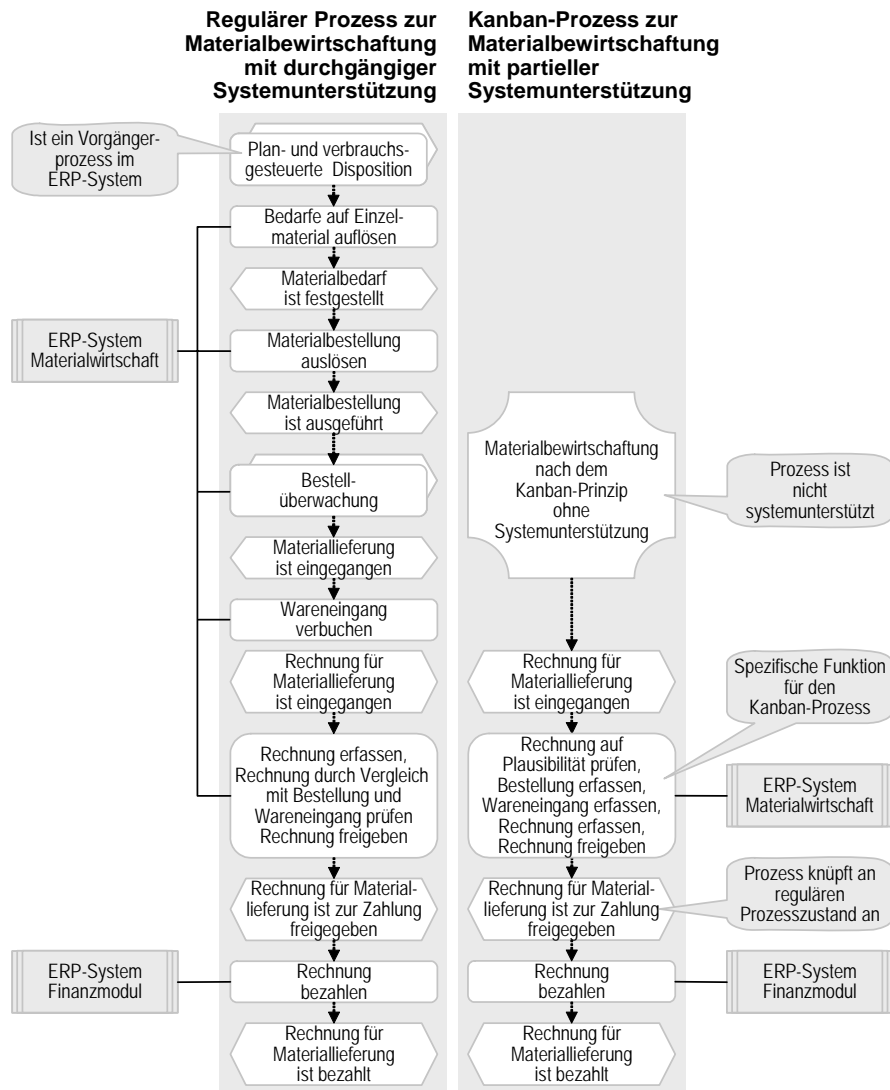 Regulärer Prozess zur
Materialbewirtschaftung
mit durchgängiger
Systemunterstützung
Kanban-Prozess zur
Materialbewirtschaftung
mit partieller
Systemunterstützung
Ist ein Vorgänger-
prozess im
ERP-System
Plan- und verbrauchs-
gesteuerte Disposition
Bedarfe auf Einzel-
material auflösen
Materialbedarf
ist festgestellt
ERP-System
Materialwirtschaft
Materialbestellung
auslösen
Materialbestellung
ist ausgeführt
Bestell-
überwachung
Materiallieferung
ist eingegangen
Wareneingang
verbuchen
Rechnung für
Materiallieferung
ist eingegangen
Rechnung erfassen,
Rechnung durch Vergleich
mit Bestellung und
Wareneingang prüfen
Rechnung freigeben
Rechnung für Material-
lieferung ist zur Zahlung
freigegeben
ERP-System
Finanzmodul
Rechnung
bezahlen
Rechnung für
Materiallieferung
ist bezahlt
Materialbewirtschaftung
nach dem
Kanban-Prinzip
ohne
Systemunterstützung
Prozess ist
nicht
systemunterstützt
Rechnung für
Materiallieferung
ist eingegangen
Spezifische Funktion
für den
Kanban-Prozess
Rechnung auf
Plausibilität prüfen,
Bestellung erfassen,
Wareneingang erfassen,
Rechnung erfassen,
Rechnung freigeben
ERP-System
Materialwirtschaft
Rechnung für Material-
lieferung ist zur Zahlung
freigegeben
Prozess knüpft an
regulären
Prozesszustand an
Rechnung
bezahlen
ERP-System
Finanzmodul
Rechnung für
Materiallieferung
ist bezahlt